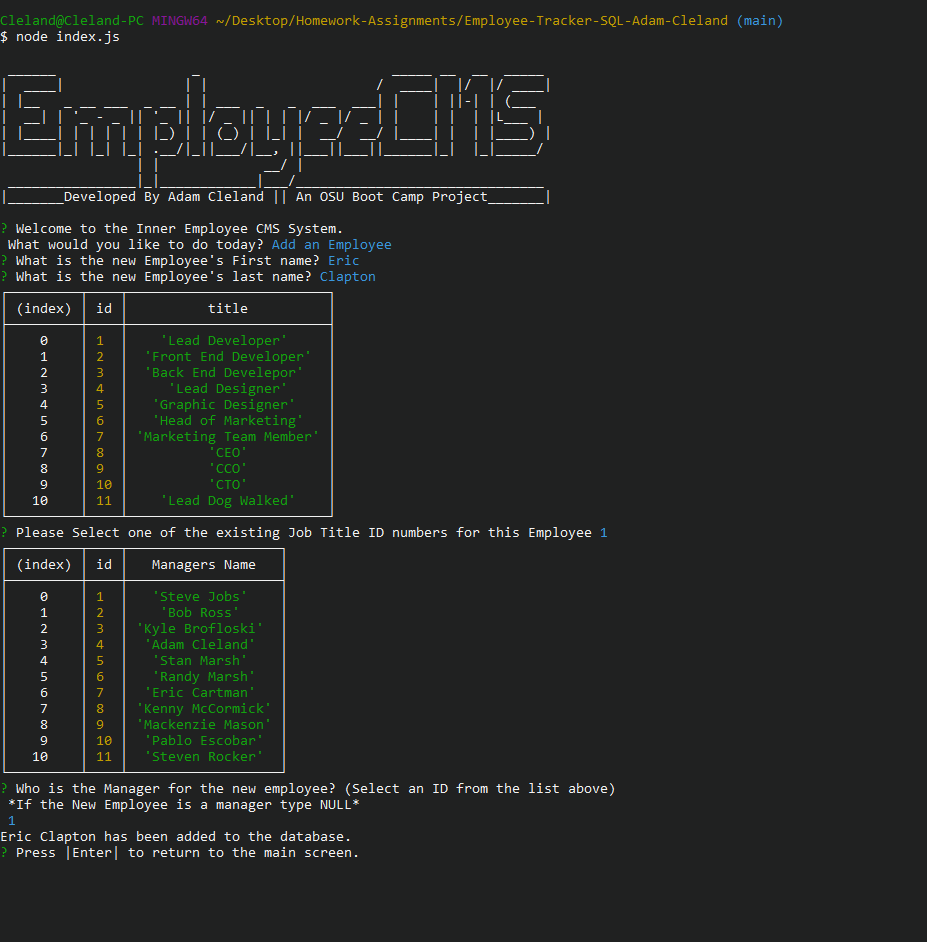 Cleland@Cleland-PC MINGW64 ~/Desktop/Homework-Assignments/Employee-Tracker-SQL-Adam-Cleland (main)
$ node index.js
EmployeeCMS
|_______Developed By Adam Cleland || An OSU Boot Camp Project_______|
? Welcome to the Inner Employee CMS System.
What would you like to do today? Add an Employee
? What is the new Employee's First name? Eric
? What is the new Employee's last name? Clapton
(index) id title
0 1 'Lead Developer'
1 2 'Front End Developer'
2 3 'Back End Develepor'
3 4 'Lead Designer'
4 5 'Graphic Designer'
5 6 'Head of Marketing'
6 7 'Marketing Team Member'
7 8 'CEO'
8 9 'CCO'
9 10 'CTO'
10 11 'Lead Dog Walked'
? Please Select one of the existing Job Title ID numbers for this Employee 1
(index) id Managers Name
0 1 'Steve Jobs'
1 2 'Bob Ross'
2 3 'Kyle Brofloski'
3 4 'Adam Cleland'
4 5 'Stan Marsh'
5 6 'Randy Marsh'
6 7 'Eric Cartman'
7 8 'Kenny McCormick'
8 9 'Mackenzie Mason'
9 10 'Pablo Escobar'
10 11 'Steven Rocker'
? Who is the Manager for the new employee? (Select an ID from the list above)
*If the New Employee is a manager type NULL*
1
Eric Clapton has been added to the database.
? Press |Enter| to return to the main screen.